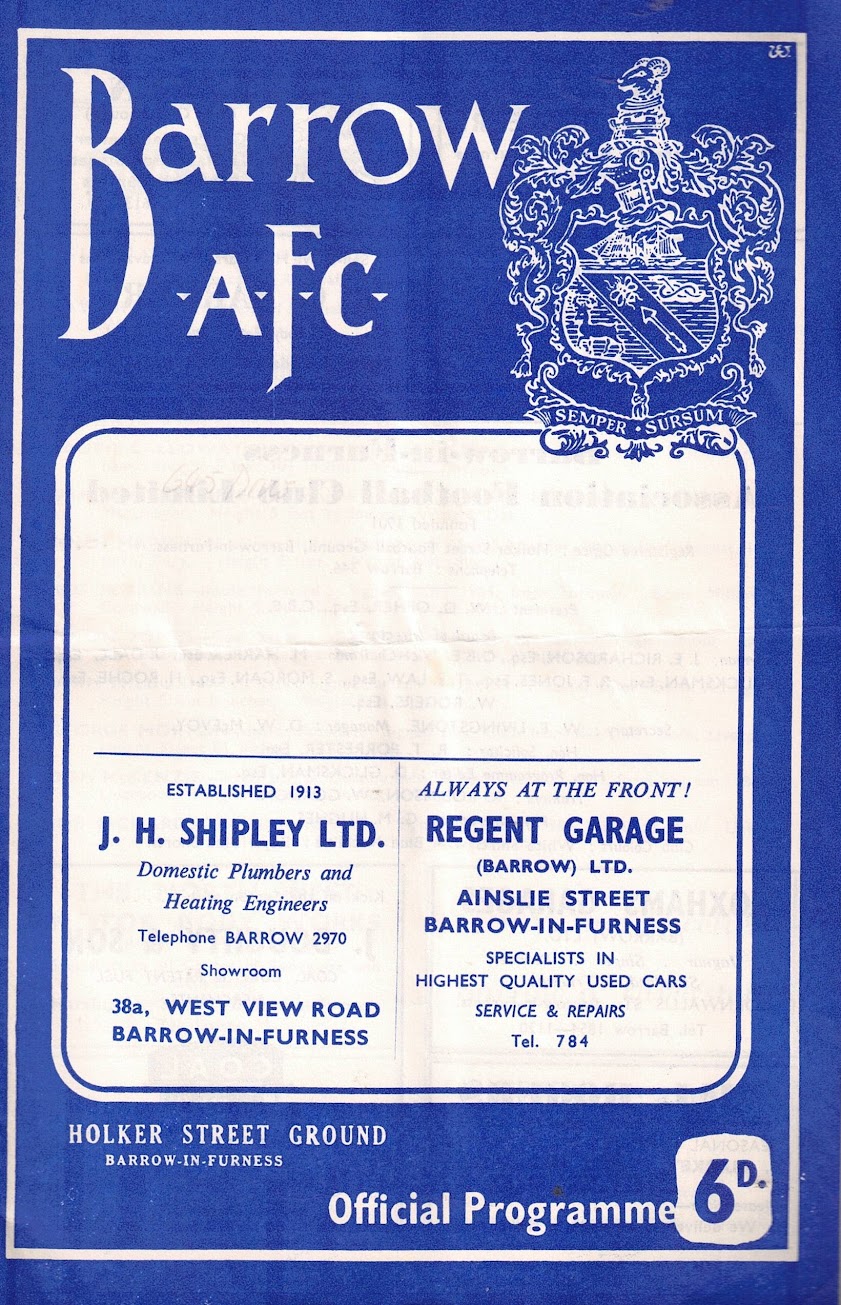 Barrow
·A·F·C·
SEMPER · SURSUM
ESTABLISHED 1913
J. H. SHIPLEY LTD.
Domestic Plumbers and
Heating Engineers
Telephone BARROW 2970
Showroom
38a, WEST VIEW ROAD
BARROW-IN-FURNESS
ALWAYS AT THE FRONT!
REGENT GARAGE
(BARROW) LTD.
AINSLIE STREET
BARROW-IN-FURNESS
SPECIALISTS IN
HIGHEST QUALITY USED CARS
SERVICE & REPAIRS
Tel. 784
HOLKER STREET GROUND
BARROW-IN-FURNESS
Official Programme 6D.